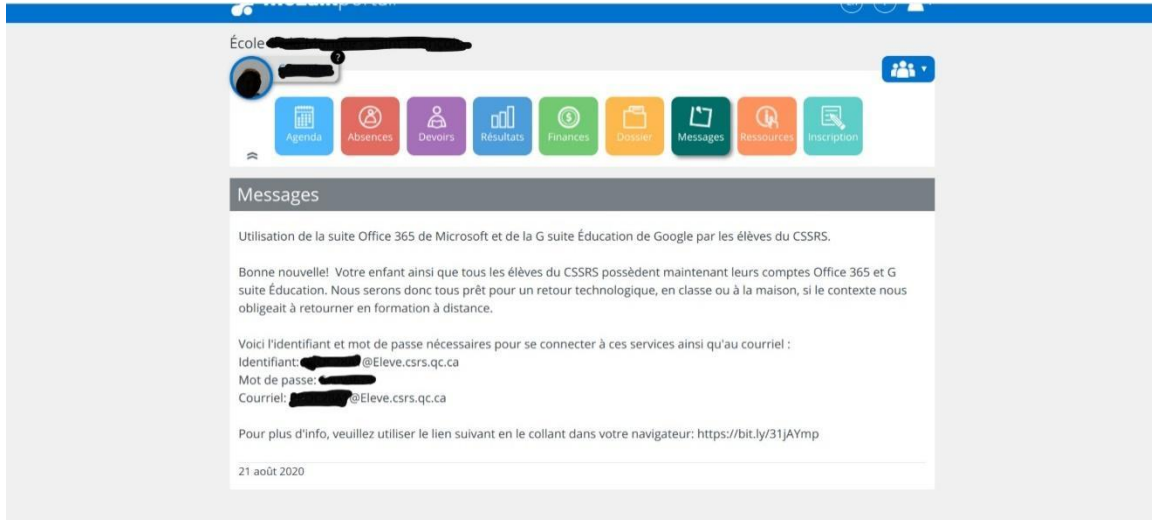 mozaïkportail
École
?
Agenda
Absences
Devoirs
Résultats
Finances
Dossier
Messages
Ressources
Inscription
Messages
Utilisation de la suite Office 365 de Microsoft et de la G suite Éducation de Google par les élèves du CSSRS.
Bonne nouvelle! Votre enfant ainsi que tous les élèves du CSSRS possèdent maintenant leurs comptes Office 365 et G
suite Éducation. Nous serons donc tous prêt pour un retour technologique, en classe ou à la maison, si le contexte nous
obligeait à retourner en formation à distance.
Voici l'identifiant et mot de passe nécessaires pour se connecter à ces services ainsi qu'au courriel :
Identifiant: @Eleve.csrs.qc.ca
Mot de passe:
Courriel: @Eleve.csrs.qc.ca
Pour plus d'info, veuillez utiliser le lien suivant en le collant dans votre navigateur: https://bit.ly/31jAYmp
21 août 2020